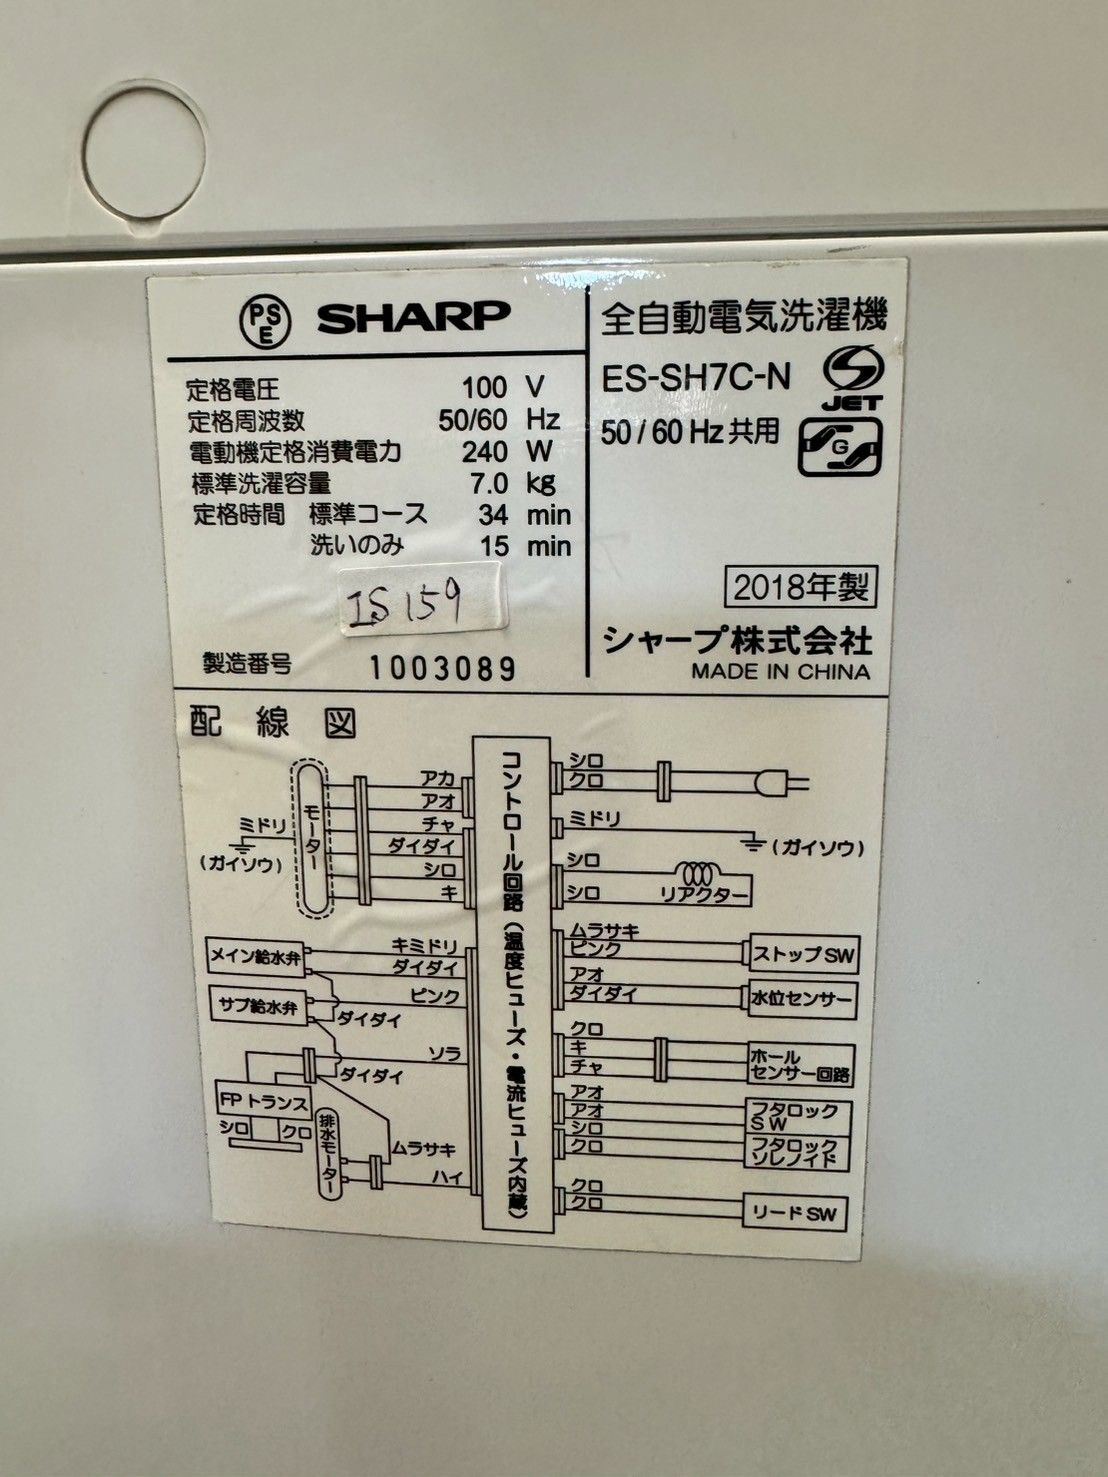 PSE SHARP
定格電圧 100 V
定格周波数 50/60 Hz
電動機定格消費電力 240 W
標準洗濯容量 7.0 kg
定格時間 標準コース 34 min
洗いのみ 15 min
IS 159
製造番号 1003089
全自動電気洗濯機
ES-SH7C-N
JET
50/60 Hz 共用
G
2018年製
シャープ株式会社
MADE IN CHINA
配線図
モーター
ミドリ
(ガイソウ)
アカ
アオ
チャ
ダイダイ
シロ
キ
メイン給水弁
キミドリ
ダイダイ
サブ給水弁
ピンク
ダイダイ
ソラ
ダイダイ
FPトランス
シロ
クロ
排水モーター
ムラサキ
ハイ
コントロール回路(温度ヒューズ・電流ヒューズ内蔵)
シロ
クロ
ミドリ
(ガイソウ)
シロ
シロ
リアクター
ムラサキ
ピンク
ストップSW
アオ
ダイダイ
水位センサー
クロ
キ
チャ
ホール
センサー回路
アオ
アオ
フタロック
SW
シロ
クロ
フタロック
ソレノイド
クロ
クロ
リードSW